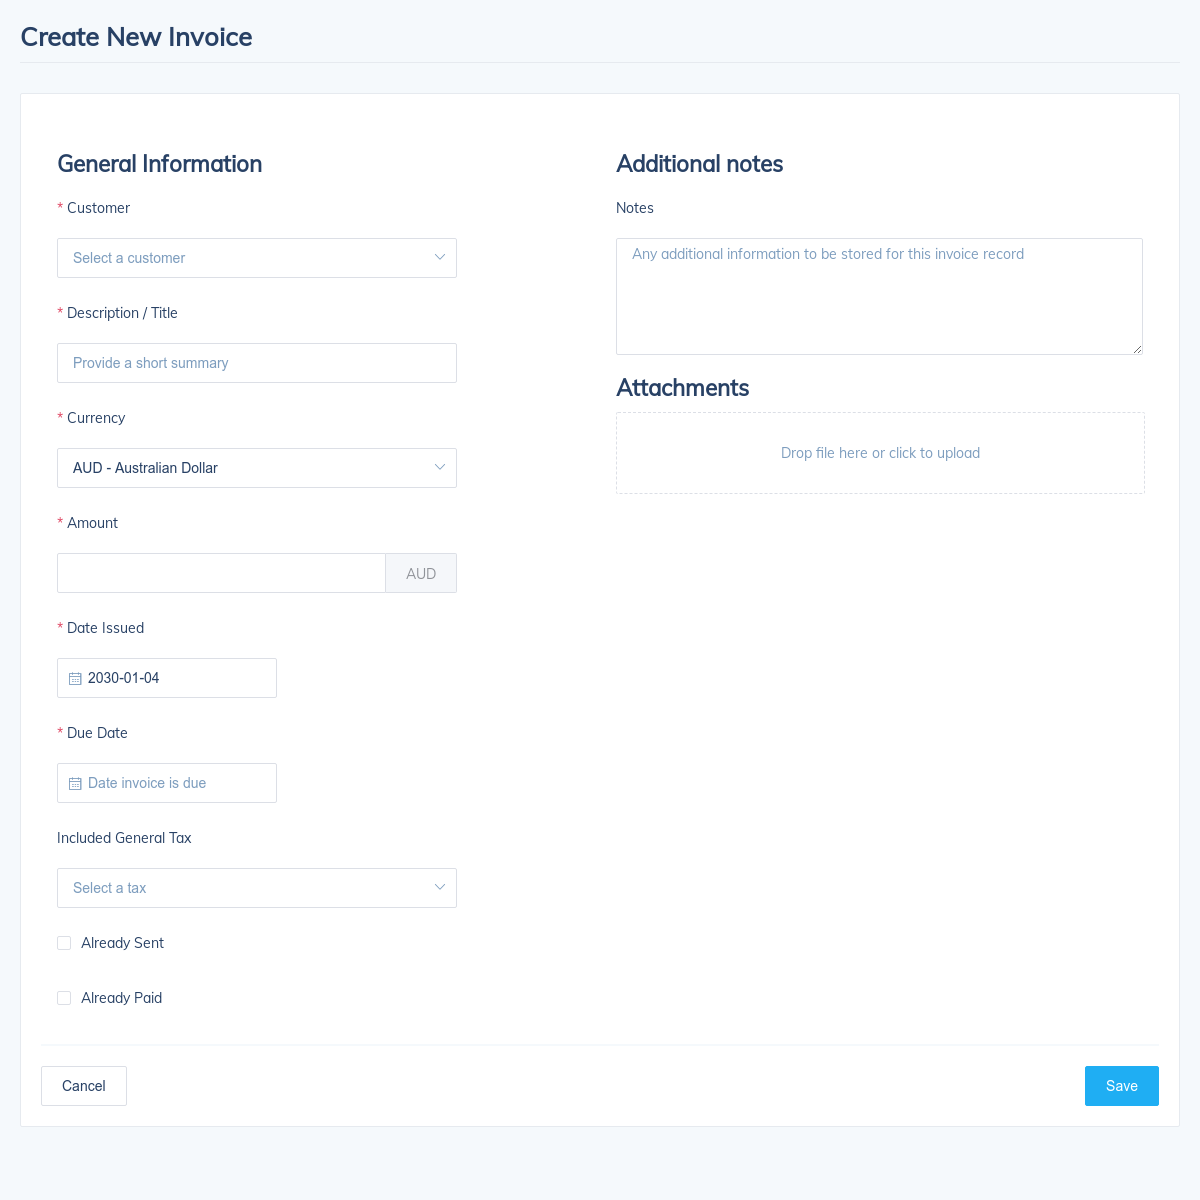 Create New Invoice
General Information
* Customer
Select a customer
* Description / Title
Provide a short summary
* Currency
AUD - Australian Dollar
* Amount
AUD
* Date Issued
2030-01-04
* Due Date
Date invoice is due
Included General Tax
Select a tax
Already Sent
Already Paid
Additional notes
Notes
Any additional information to be stored for this invoice record
Attachments
Drop file here or click to upload
Cancel
Save